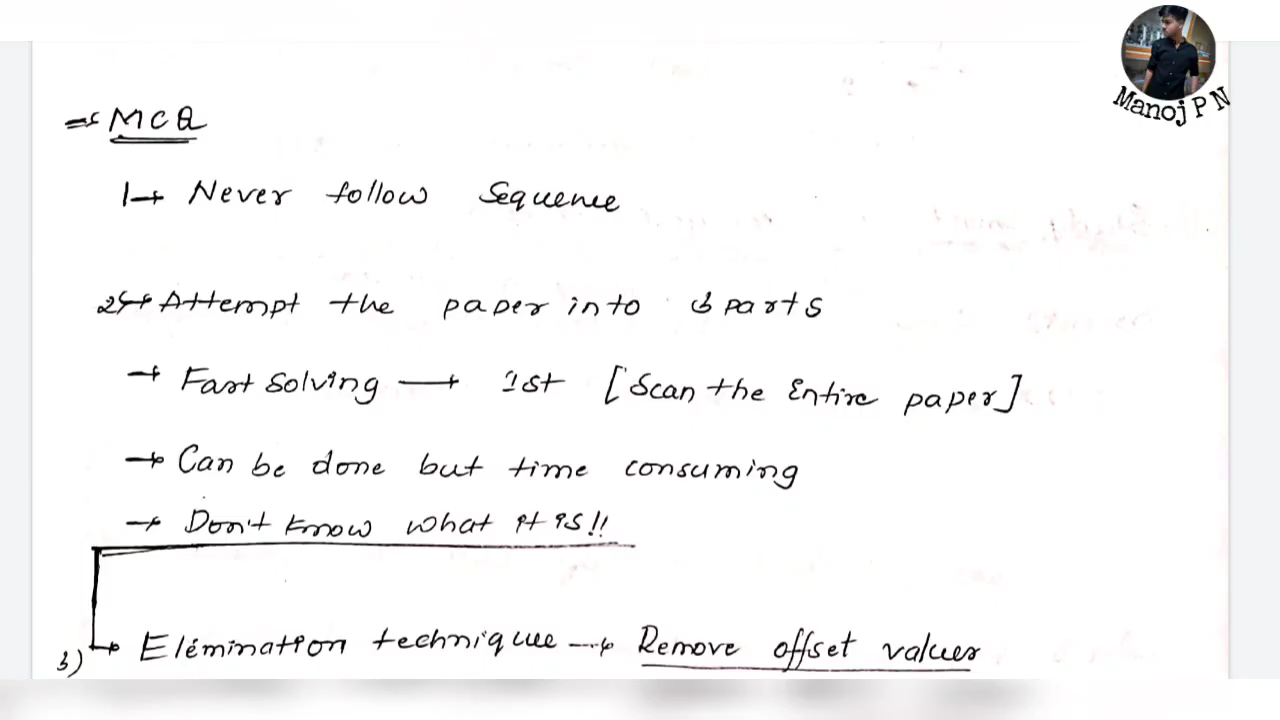 Manoj P N
⇒ MCQ
1→ Never follow Sequence
2→ Attempt the paper into 3 parts
→ Fast solving → 1st [Scan the Entire paper]
→ Can be done but time consuming
→ Don't know what it is!!
3) → Elimination technique → Remove offset values